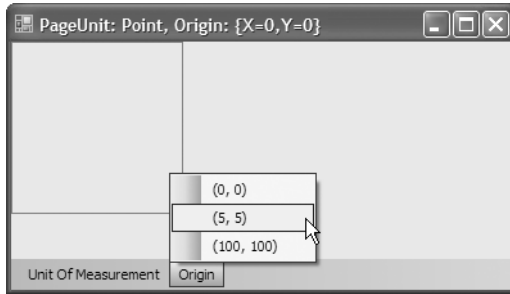 PageUnit: Point, Origin: {X=0,Y=0}
(0, 0)
(5, 5)
(100, 100)
Unit Of Measurement Origin